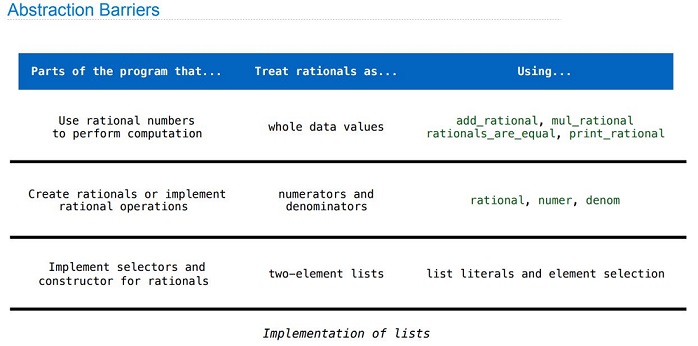 Abstraction Barriers
Parts of the program that... Treat rationals as... Using...
Use rational numbers
to perform computation
whole data values
add_rational, mul_rational
rationals_are_equal, print_rational
Create rationals or implement
rational operations
numerators and
denominators
rational, numer, denom
Implement selectors and
constructor for rationals
two-element lists
list literals and element selection
Implementation of lists